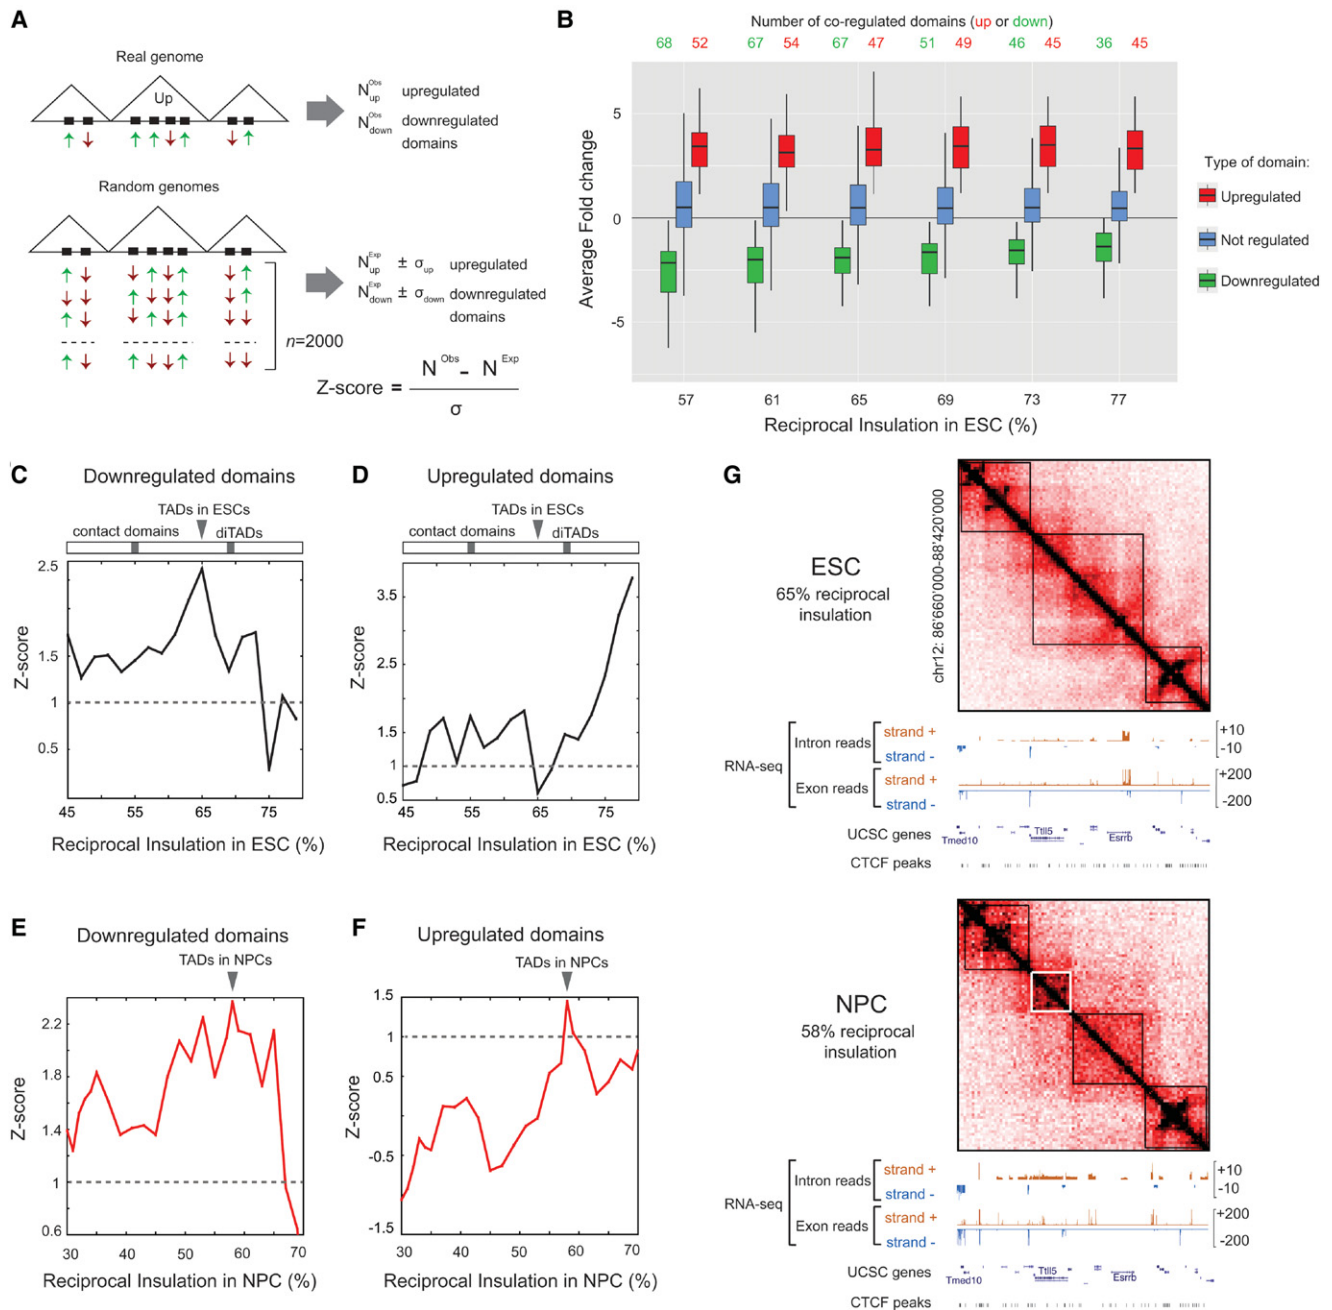 A
Real genome
Up
N Obs up upregulated
N Obs down downregulated
domains
Random genomes
N Exp up ± σ up upregulated
N Exp down ± σ down downregulated
domains
n=2000
Z-score = N Obs - N Exp
σ
B
Number of co-regulated domains (up or down)
68 52 67 54 67 47 51 49 46 45 36 45
Average Fold change
5
0
-5
57 61 65 69 73 77
Reciprocal Insulation in ESC (%)
Type of domain:
Upregulated
Not regulated
Downregulated
C
Downregulated domains
TADs in ESCs
contact domains diTADs
Z-score
2.5
1.5
1
0.5
45 55 65 75
Reciprocal Insulation in ESC (%)
D
Upregulated domains
TADs in ESCs
contact domains diTADs
Z-score
3.5
2.5
1.5
1
0.5
45 55 65 75
Reciprocal Insulation in ESC (%)
E
Downregulated domains
TADs in NPCs
Z-score
2.2
1.8
1.4
1
0.6
30 40 50 60 70
Reciprocal Insulation in NPC (%)
F
Upregulated domains
TADs in NPCs
Z-score
1.5
1
0.5
-0.5
-1.5
30 40 50 60 70
Reciprocal Insulation in NPC (%)
G
ESC
65% reciprocal
insulation
chr12: 86'660'000-88'420'000
RNA-seq
Intron reads
strand +
strand -
+10
-10
Exon reads
strand +
strand -
+200
-200
UCSC genes
Tmed10
Ttll5
Esrrb
CTCF peaks
NPC
58% reciprocal
insulation
RNA-seq
Intron reads
strand +
strand -
+10
-10
Exon reads
strand +
strand -
+200
-200
UCSC genes
Tmed10
Ttll5
Esrrb
CTCF peaks